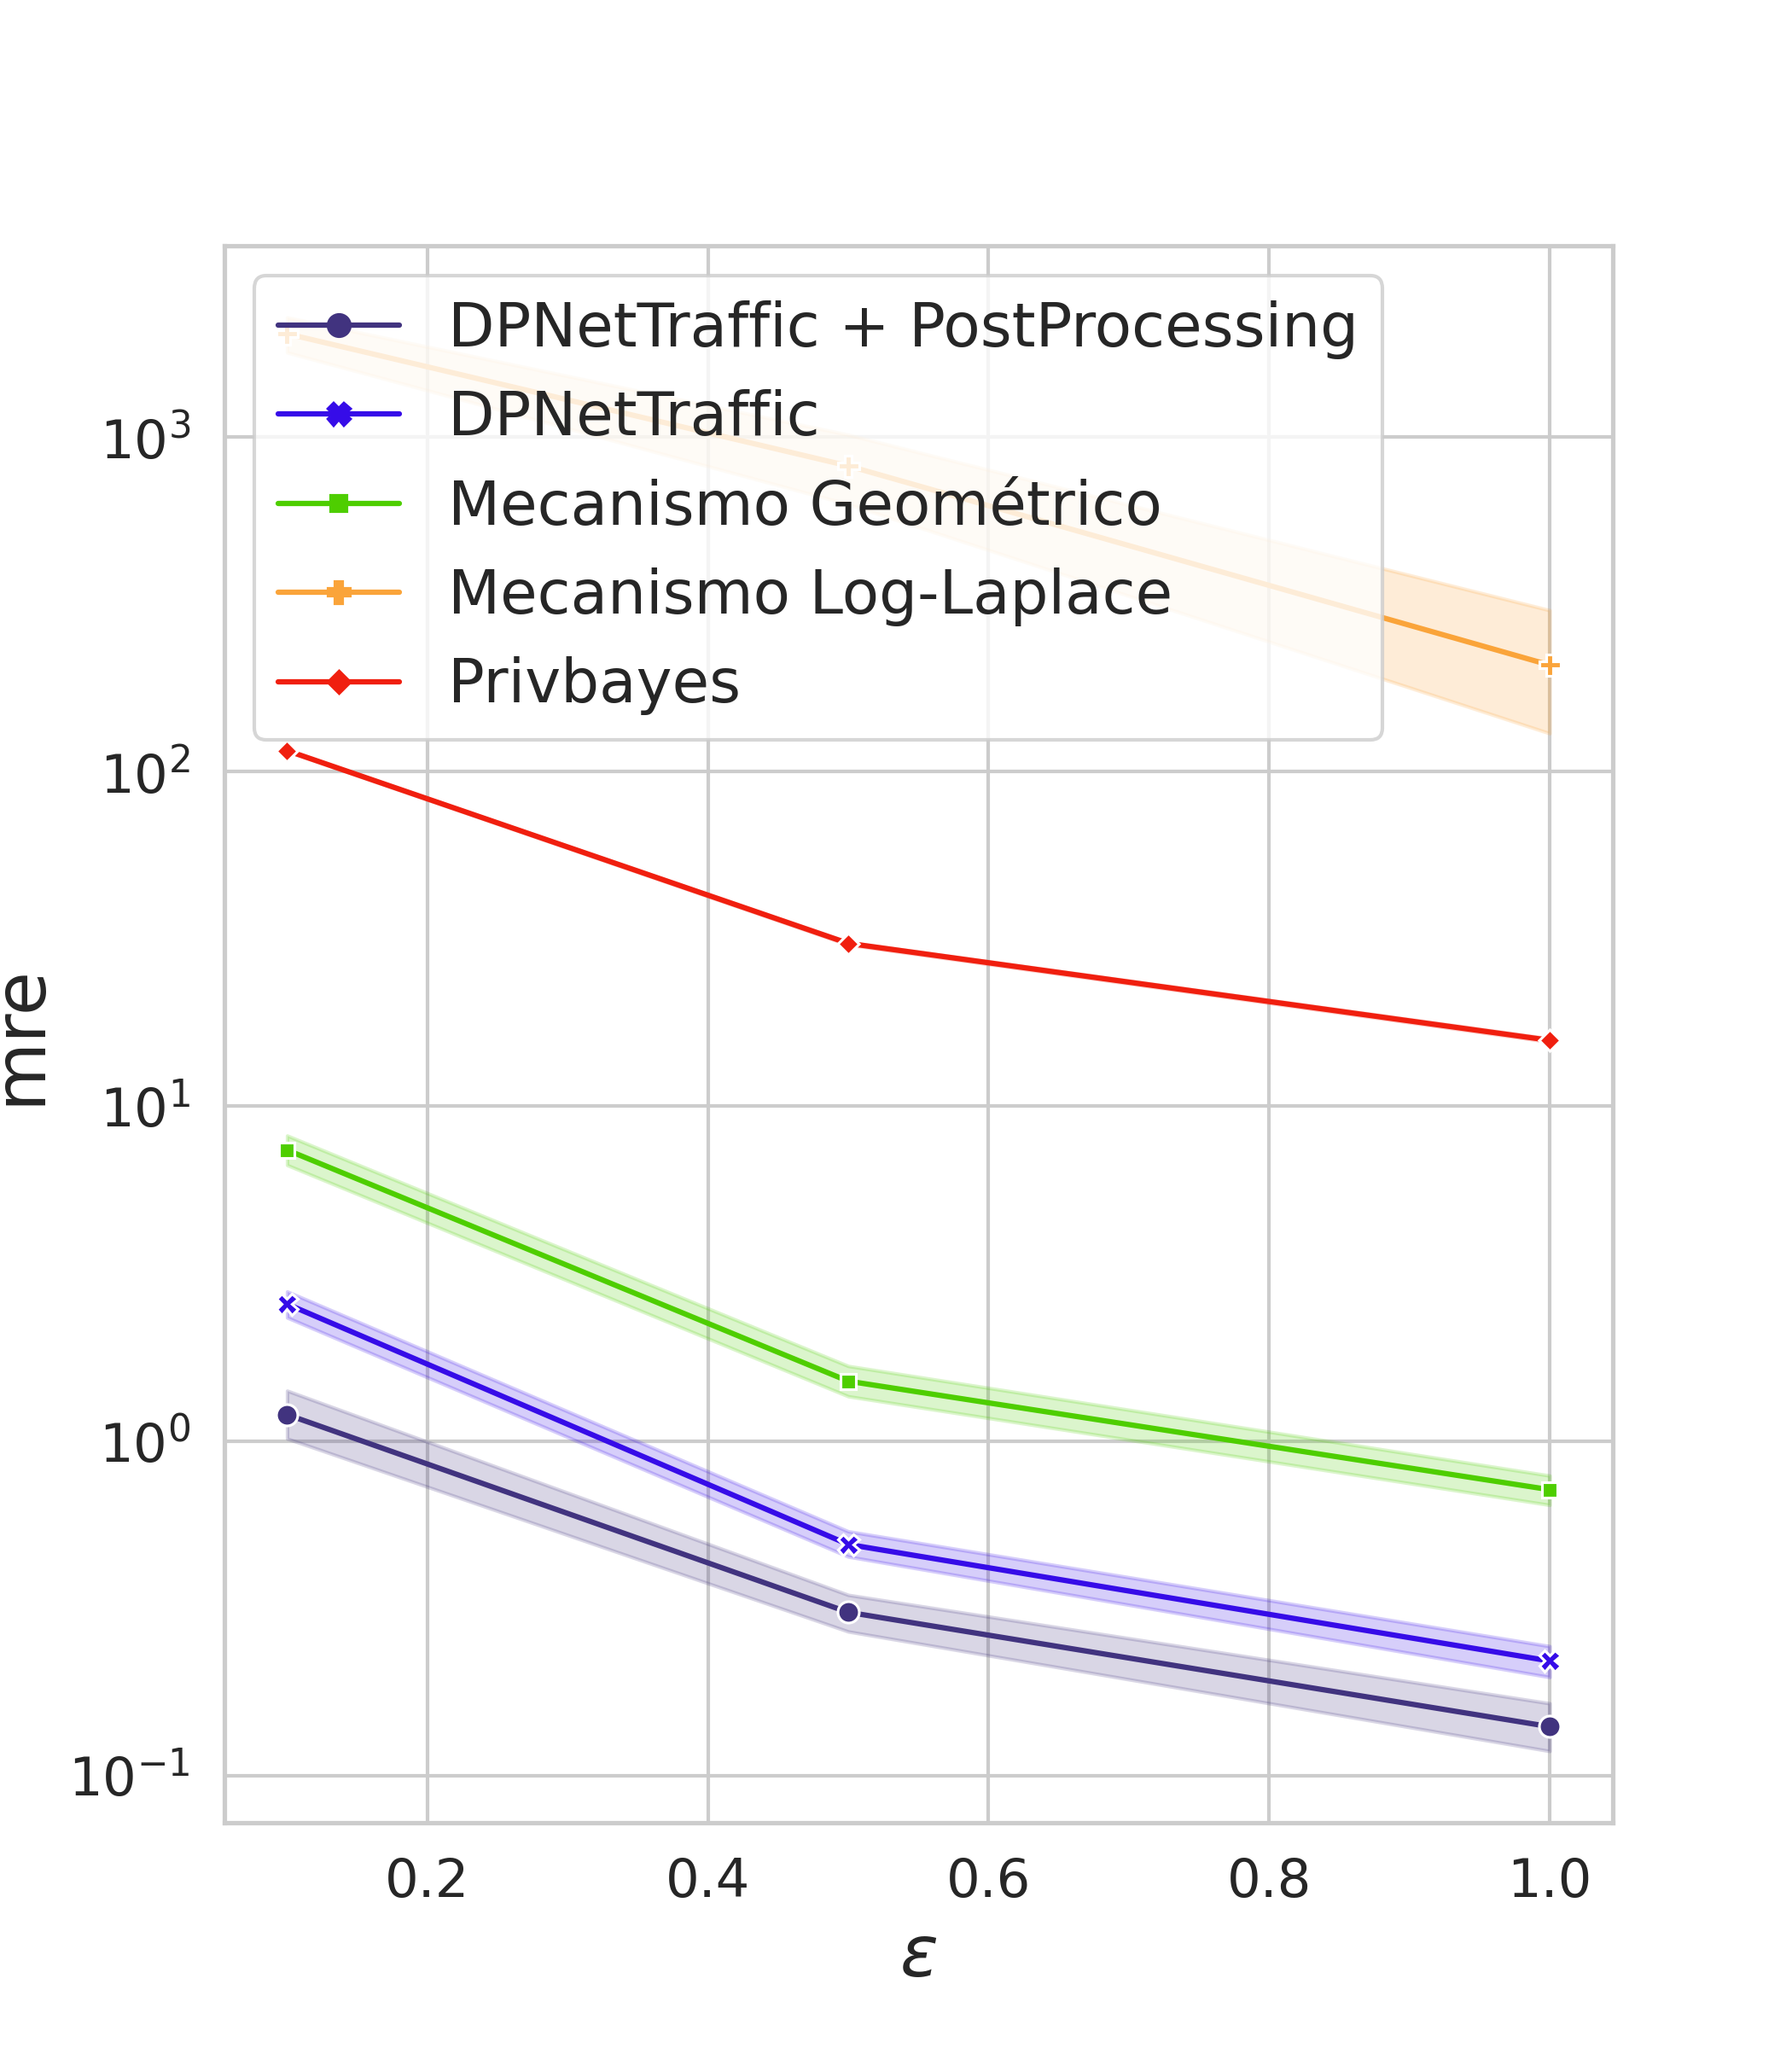 DPNetTraffic + PostProcessing
DPNetTraffic
Mecanismo Geométrico
Mecanismo Log-Laplace
Privbayes
10³
10²
10¹
10⁰
10⁻¹
mre
0.2 0.4 0.6 0.8 1.0
ε